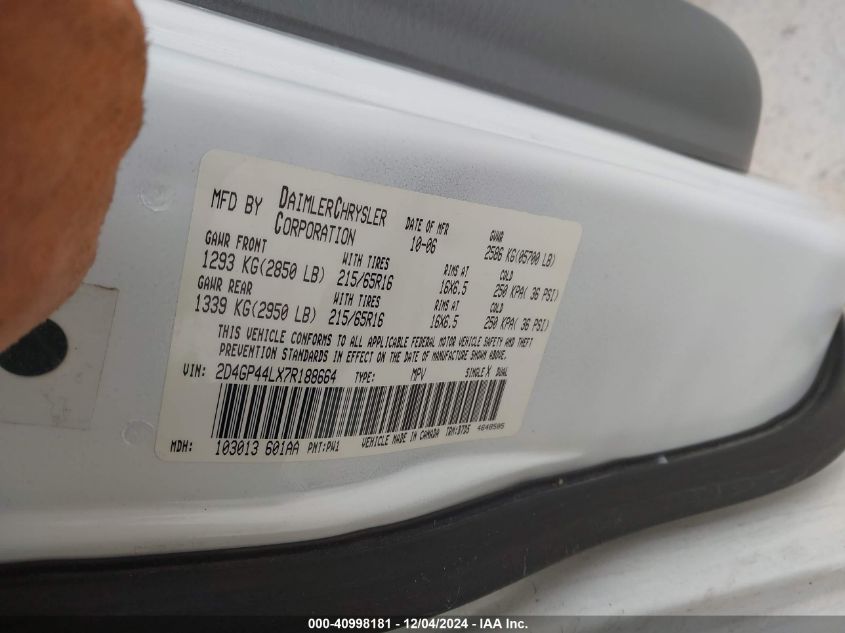 MFD BY DAIMLERCHRYSLER CORPORATION DATE OF MFR 10-06 GVWR 2586 KG(05700 LB)
GAWR FRONT WITH TIRES RIMS AT COLD
1293 KG(2850 LB) 215/65R16 16X6.5 250 KPA( 36 PSI)
GAWR REAR WITH TIRES RIMS AT COLD
1339 KG(2950 LB) 215/65R16 16X6.5 250 KPA( 36 PSI)
THIS VEHICLE CONFORMS TO ALL APPLICABLE FEDERAL MOTOR VEHICLE SAFETY AND THEFT
PREVENTION STANDARDS IN EFFECT ON THE DATE OF MANUFACTURE SHOWN ABOVE.
VIN: 2D4GP44LX7R188664 TYPE: MPV SINGLE X DUAL
MDH: 103013 601AA PNT:PW1 VEHICLE MADE IN CANADA TRM:D7D5 4648505
000-40998181 - 12/04/2024 - IAA Inc.